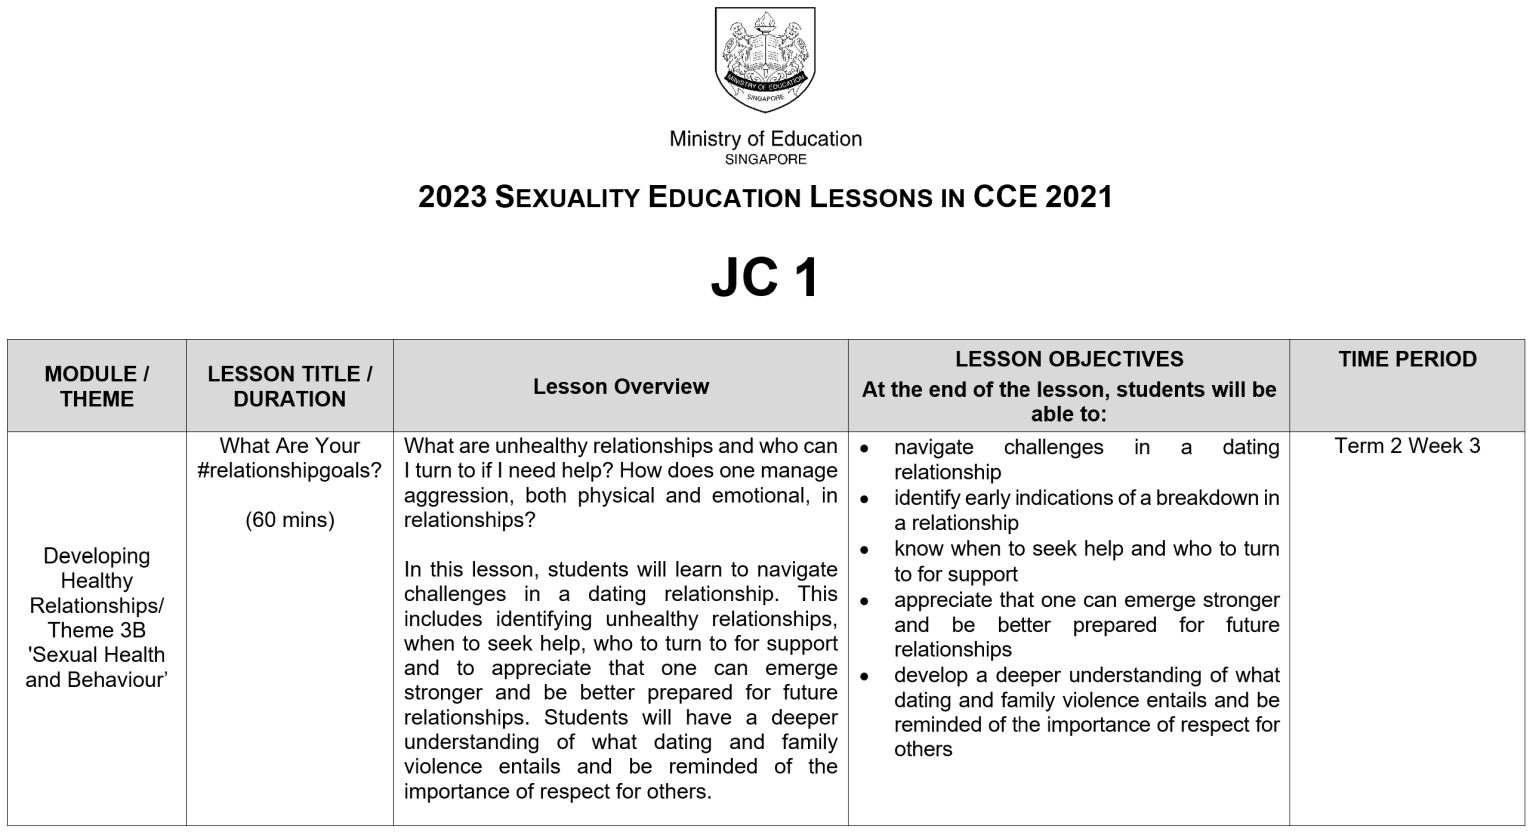 MINISTRY OF EDUCATION
SINGAPORE
Ministry of Education
SINGAPORE
2023 SEXUALITY EDUCATION LESSONS IN CCE 2021
JC 1
MODULE /
THEME
LESSON TITLE /
DURATION
Lesson Overview
LESSON OBJECTIVES
At the end of the lesson, students will be
able to:
TIME PERIOD
Developing
Healthy
Relationships/
Theme 3B
'Sexual Health
and Behaviour’
What Are Your
#relationshipgoals?
(60 mins)
What are unhealthy relationships and who can
I turn to if I need help? How does one manage
aggression, both physical and emotional, in
relationships?
In this lesson, students will learn to navigate
challenges in a dating relationship. This
includes identifying unhealthy relationships,
when to seek help, who to turn to for support
and to appreciate that one can emerge
stronger and be better prepared for future
relationships. Students will have a deeper
understanding of what dating and family
violence entails and be reminded of the
importance of respect for others.
• navigate challenges in a dating
relationship
• identify early indications of a breakdown in
a relationship
• know when to seek help and who to turn
to for support
• appreciate that one can emerge stronger
and be better prepared for future
relationships
• develop a deeper understanding of what
dating and family violence entails and be
reminded of the importance of respect for
others
Term 2 Week 3